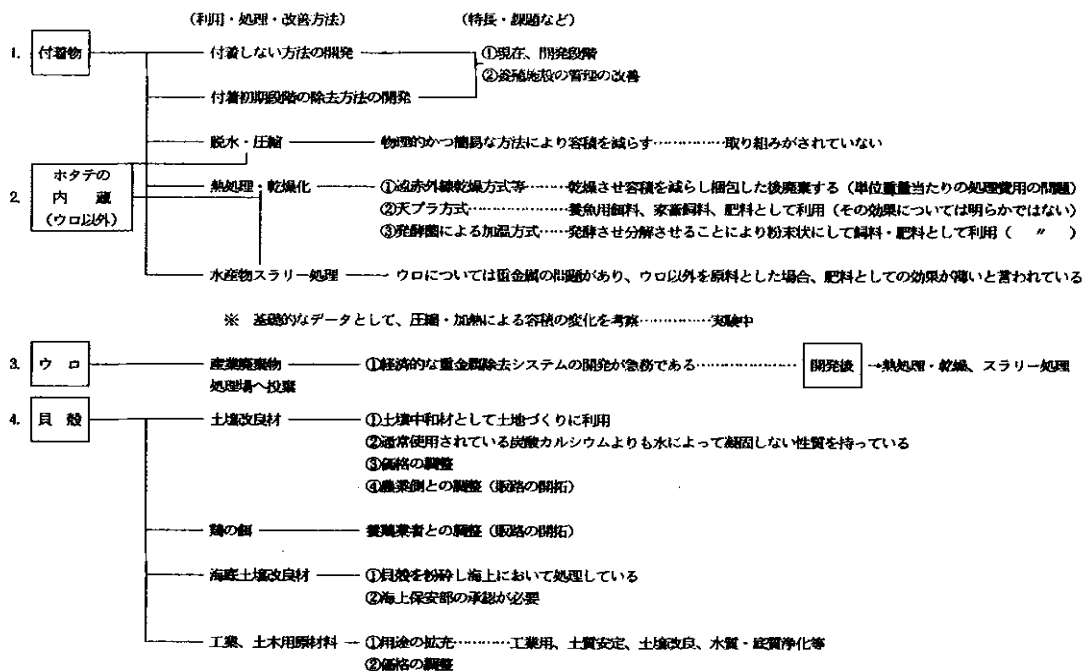 (利用・処理・改善方法) (特長・課題など)
1. 付着物 付着しない方法の開発 ①現在、開発段階
②養殖施設の管理の改善
付着初期段階の除去方法の開発
脱水・圧縮 物理的かつ簡易な方法により容積を減らす…………取り組みがされていない
2. ホタテの内蔵(ウロ以外) 熱処理・乾燥化 ①遠赤外線乾燥方式等……乾燥させ容積を減らし梱包した後廃棄する(単位重量当たりの処理費用の問題)
②天プラ方式……………養魚用飼料、家畜飼料、肥料として利用(その効果については明らかではない)
③発酵菌による加温方式…発酵させ分解させることにより粉末状にして飼料・肥料として利用( 〃 )
水産物スラリー処理 ウロについては重金属の問題があり、ウロ以外を原料とした場合、肥料としての効果が薄いと言われている
※ 基礎的なデータとして、圧縮・加熱による容積の変化を考察…………実験中
3. ウロ 産業廃棄物 ①経済的な重金属除去システムの開発が急務である………………開発後→熱処理・乾燥、スラリー処理
処理場へ投棄
4. 貝殻 土壌改良材 ①土壌中和材として土地づくりに利用
②通常使用されている炭酸カルシウムよりも水によって凝固しない性質を持っている
③価格の調整
④農業側との調整(販路の開拓)
鶏の餌 養鶏業者との調整(販路の開拓)
海底土壌改良材 ①貝殻を粉砕し海上において処理している
②海上保安部の承認が必要
工業、土木用原材料 ①用途の拡充…………工業用、土質安定、土壌改良、水質・底質浄化等
②価格の調整